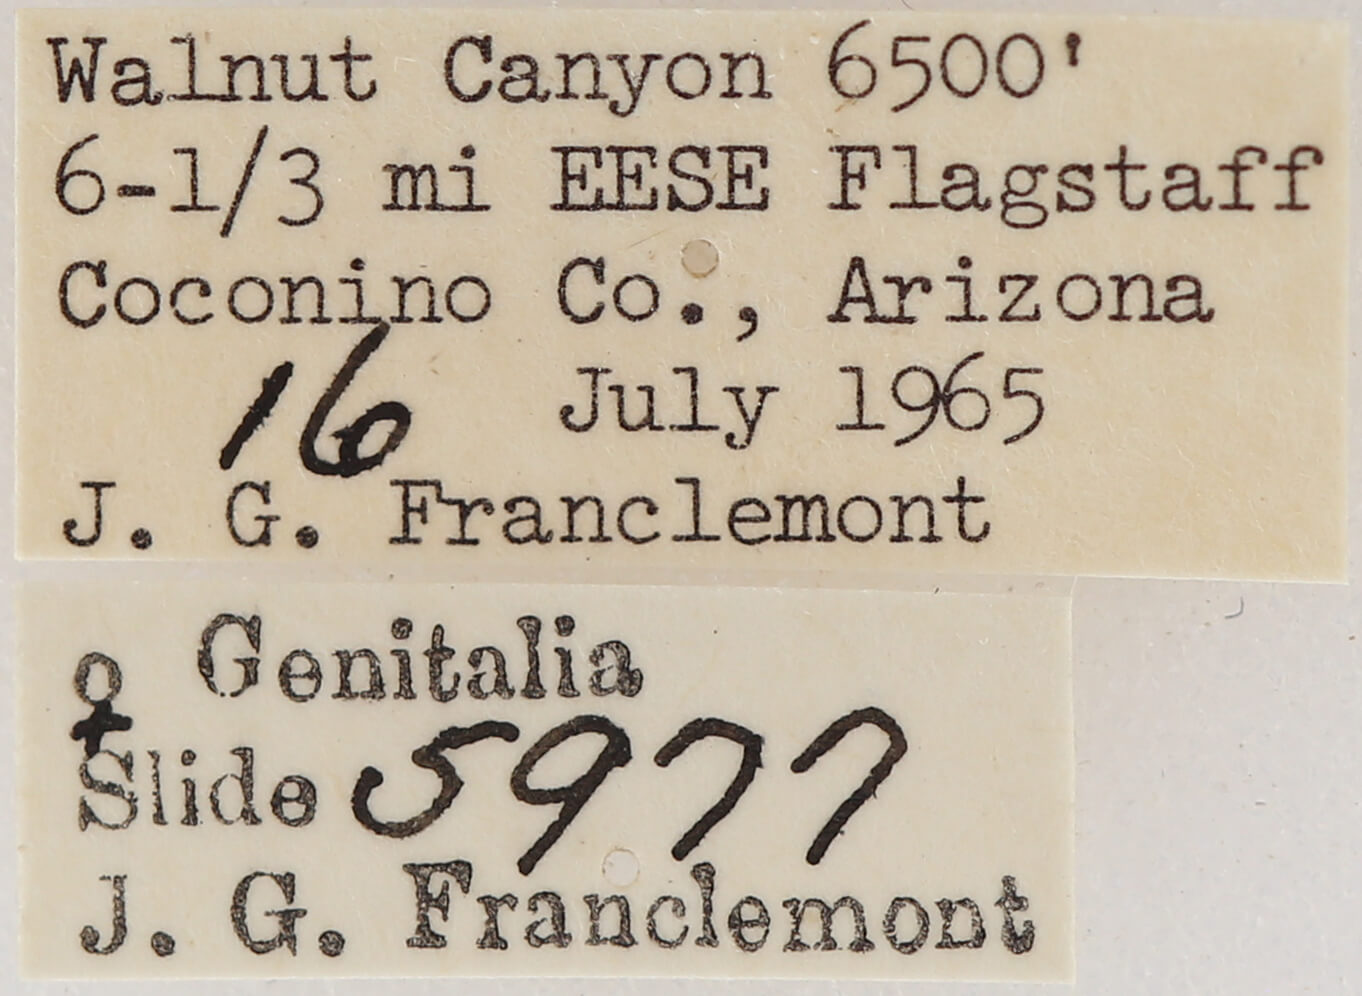 Walnut Canyon 6500'
6-1/3 mi EESE Flagstaff
Coconino Co., Arizona
16 July 1965
J. G. Franclemont
♀ Genitalia
Slide 5977
J. G. Franclemont